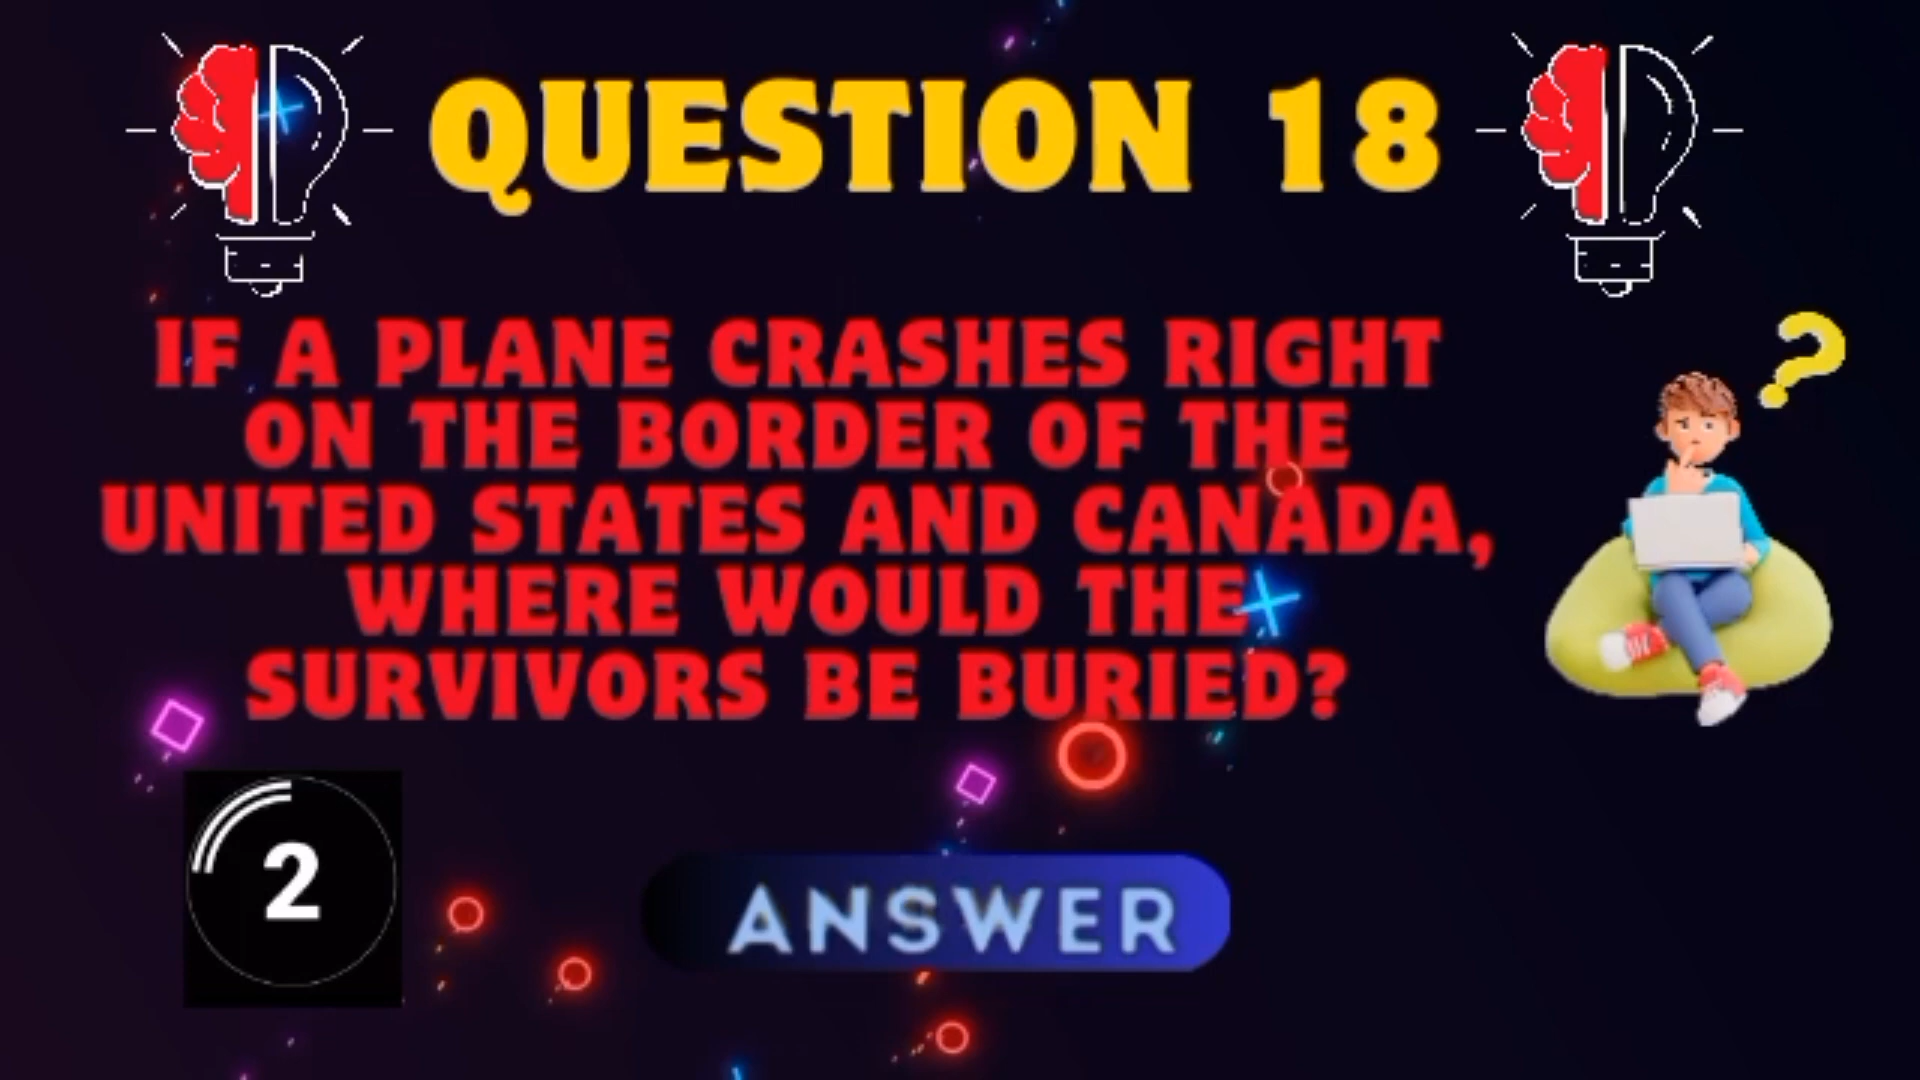 QUESTION 18
IF A PLANE CRASHES RIGHT
ON THE BORDER OF THE
UNITED STATES AND CANADA,
WHERE WOULD THE
SURVIVORS BE BURIED?
2
ANSWER